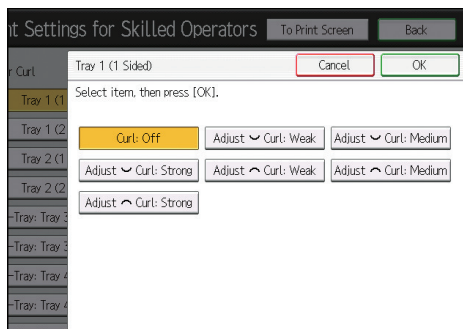 nt Settings for Skilled Operators To Print Screen Back
r Curl
Tray 1 (1 Sided) Cancel OK
Select item, then press [OK].
Tray 1 (1
Tray 1 (2
Tray 2 (1
Tray 2 (2
-Tray: Tray 3
-Tray: Tray 3
-Tray: Tray 4
-Tray: Tray 4
Curl: Off Adjust Curl: Weak Adjust Curl: Medium
Adjust Curl: Strong Adjust Curl: Weak Adjust Curl: Medium
Adjust Curl: Strong